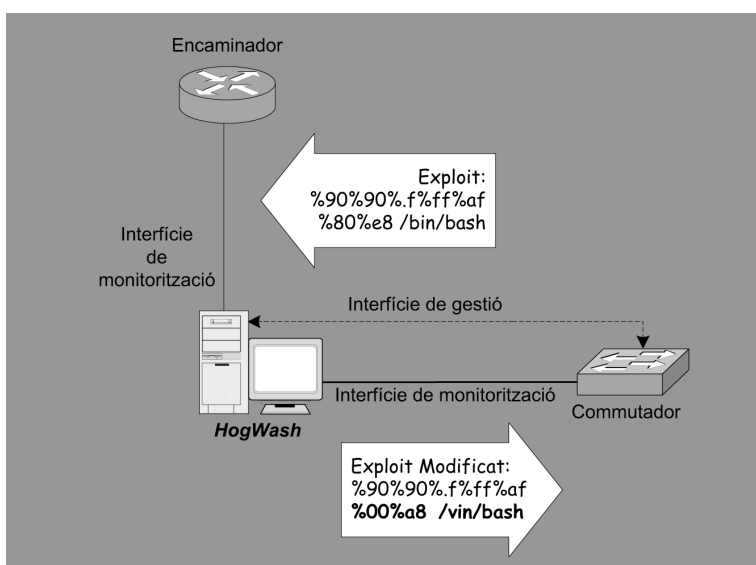 Encaminador
Exploit:
%90%90%.f%ff%af
%80%e8 /bin/bash
Interfície
de
monitorització
Interfície de gestió
Interfície de monitorització
Commutador
HogWash
Exploit Modificat:
%90%90%.f%ff%af
%00%a8 /vin/bash